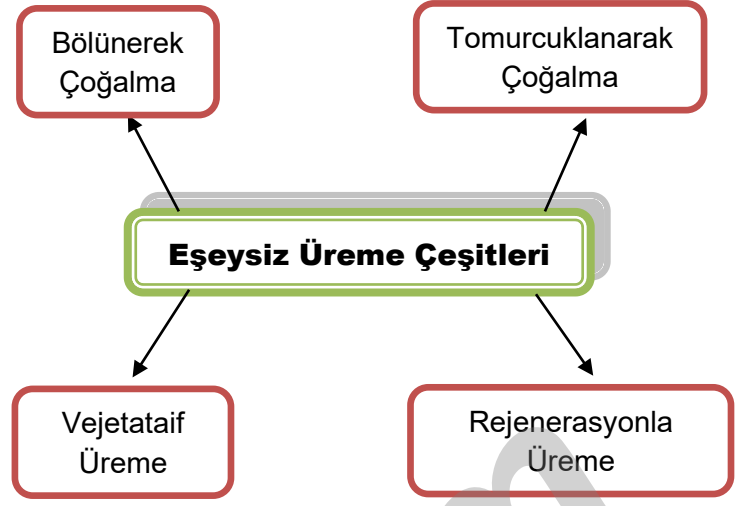 Bölünerek
Çoğalma
Tomurcuklanarak
Çoğalma
Eşeysiz Üreme Çeşitleri
Vejetataif
Üreme
Rejenerasyonla
Üreme